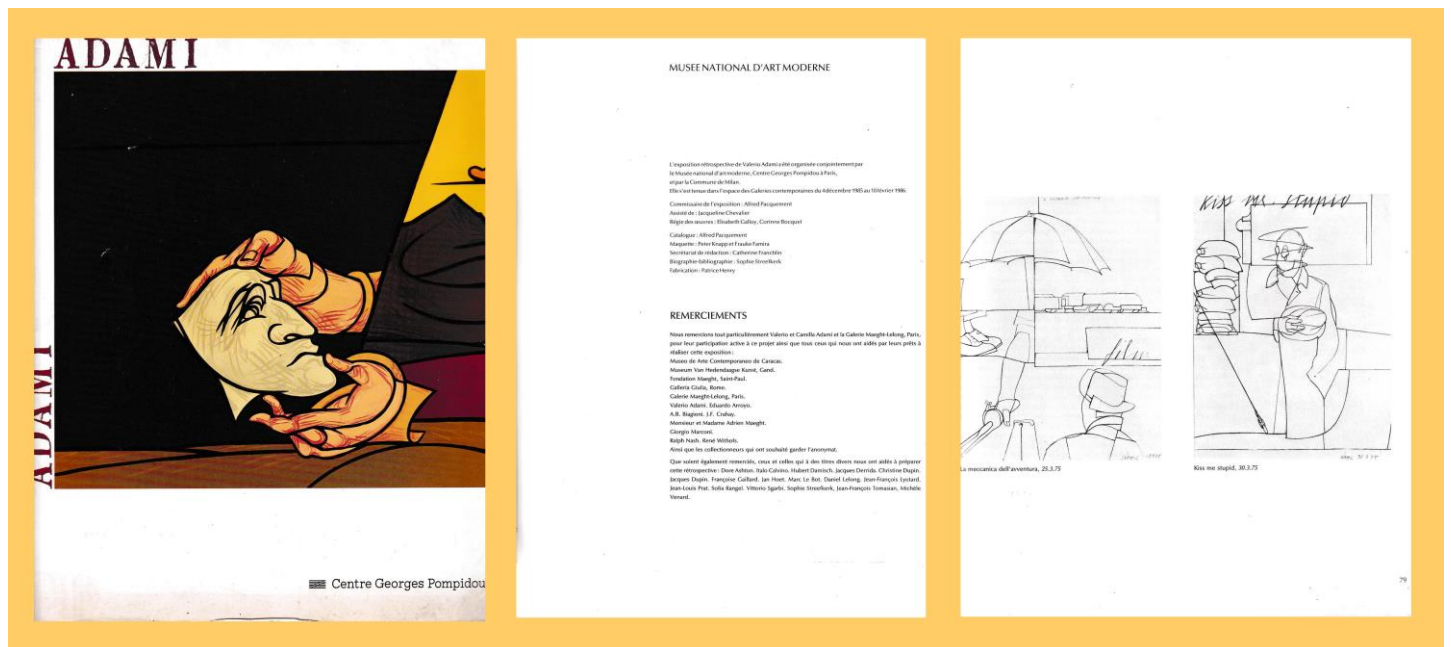 ADAMI
ADAMI
Centre Georges Pompidou
MUSEE NATIONAL D'ART MODERNE
L'exposition rétrospective de Valerio Adami a été organisée conjointement par
le Musée national d'art moderne, Centre Georges Pompidou à Paris,
et par la Commune de Milan.
Elle s'est tenue dans l'espace des Galeries contemporaines du 4 décembre 1985 au 10 février 1986.
Commissaire de l'exposition : Alfred Pacquement
Assisté de : Jacqueline Chevalier
Régie des œuvres : Elisabeth Galloy, Corinne Rocquel
Catalogue : Alfred Pacquement
Maquette : Peter Knapp et Frauke Famira
Secrétariat de rédaction : Catherine Francblin
Biographie-bibliographie : Sophie Streefkerk
Fabrication : Patrice Henry
REMERCIEMENTS
Nous remercions tout particulièrement Valerio et Camilla Adami et la Galerie Maeght-Lelong, Paris,
pour leur participation active à ce projet ainsi que tous ceux qui nous ont aidés par leurs prêts à
réaliser cette exposition :
Museo de Arte Contemporaneo de Caracas.
Museum Van Hedendaagse Kunst, Gand.
Fondation Maeght, Saint-Paul.
Galleria Giulia, Rome.
Galerie Maeght-Lelong, Paris.
Valerio Adami. Eduardo Arroyo.
A.B. Biagioni. J.F. Crahay.
Monsieur et Madame Adrien Maeght.
Giorgio Marconi.
Ralph Nash. René Withols.
Ainsi que les collectionneurs qui ont souhaité garder l'anonymat.
Que soient également remerciés, ceux et celles qui à des titres divers nous ont aidés à préparer
cette rétrospective : Dore Ashton. Italo Calvino. Hubert Damisch. Jacques Derrida. Christine Dupin.
Jacques Dupin. Françoise Gaillard. Jan Hoet. Marc Le Bot. Daniel Lelong, Jean-François Lyotard.
Jean-Louis Prat. Sofia Rangel. Vittorio Sgarbi. Sophie Streefkerk, Jean-François Tomasian, Michèle
Venard.
film
La meccanica dell'avventura, 25.3.75
Kiss me stupid
Kiss me stupid, 30.3.75
79